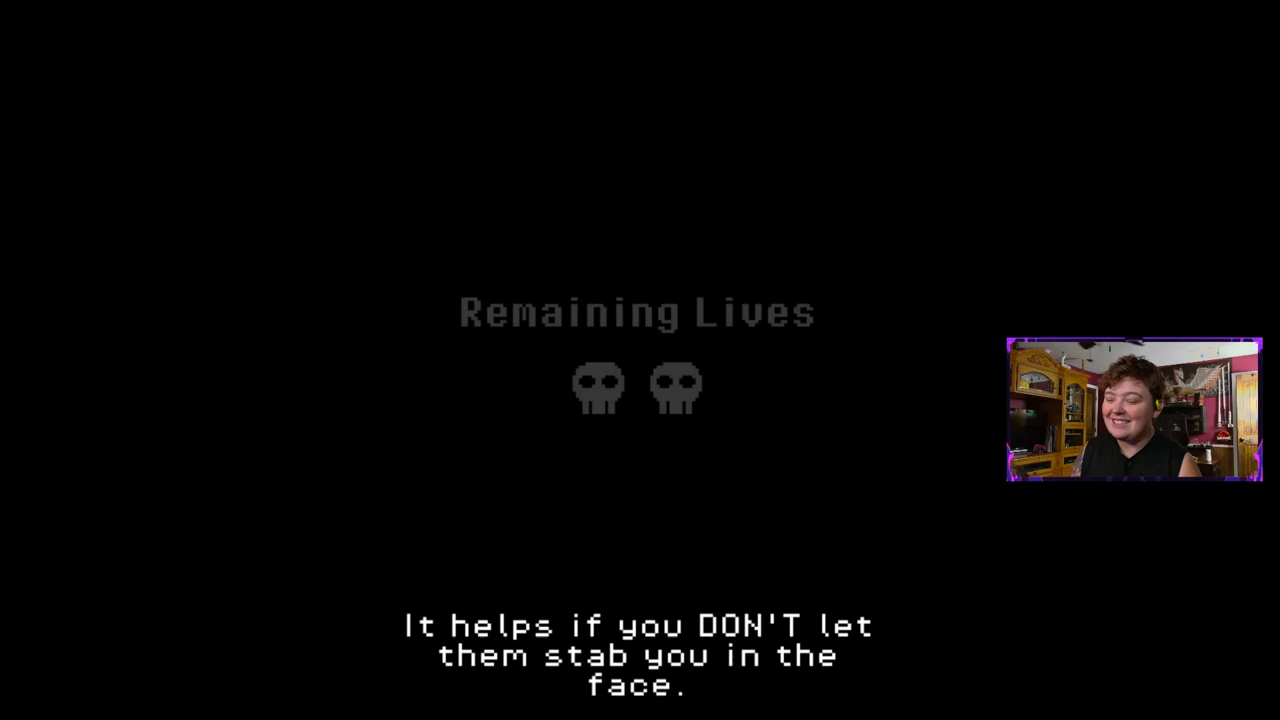 Remaining Lives
It helps if you DON'T let
them stab you in the
face.